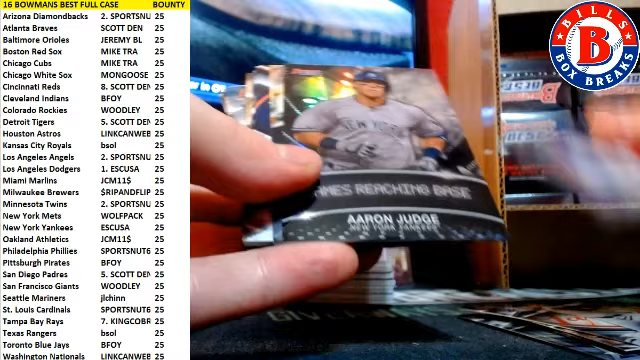 16 BOWMANS BEST FULL CASE BOUNTY
Arizona Diamondbacks 2. SPORTSNU 25
Atlanta Braves SCOTT DEN 25
Baltimore Orioles JEREMY BL 25
Boston Red Sox MIKE TRA 25
Chicago Cubs MIKE TRA 25
Chicago White Sox MONGOOSE 25
Cincinnati Reds 8. SCOTT DEN 25
Cleveland Indians BFOY 25
Colorado Rockies WOODLEY 25
Detroit Tigers 5. SCOTT DEN 25
Houston Astros LINKCANWEB 25
Kansas City Royals bsol 25
Los Angeles Angels 2. SPORTSNU 25
Los Angeles Dodgers 1. ESCUSA 25
Miami Marlins JCM11$ 25
Milwaukee Brewers $RIPANDFLIP 25
Minnesota Twins 2. SPORTSNU 25
New York Mets WOLFPACK 25
New York Yankees ESCUSA 25
Oakland Athletics JCM11$ 25
Philadelphia Phillies SPORTSNUT6 25
Pittsburgh Pirates BFOY 25
San Diego Padres 5. SCOTT DEN 25
San Francisco Giants WOODLEY 25
Seattle Mariners jlchinn 25
St. Louis Cardinals SPORTSNUT6 25
Tampa Bay Rays 7. KINGCOBR 25
Texas Rangers bsol 25
Toronto Blue Jays BFOY 25
Washington Nationals LINKCANWEB 25
BILLS
B
BOX BREAKS
NEW YORK
REACHING BASE
AARON JUDGE
NEW YORK YANKEES